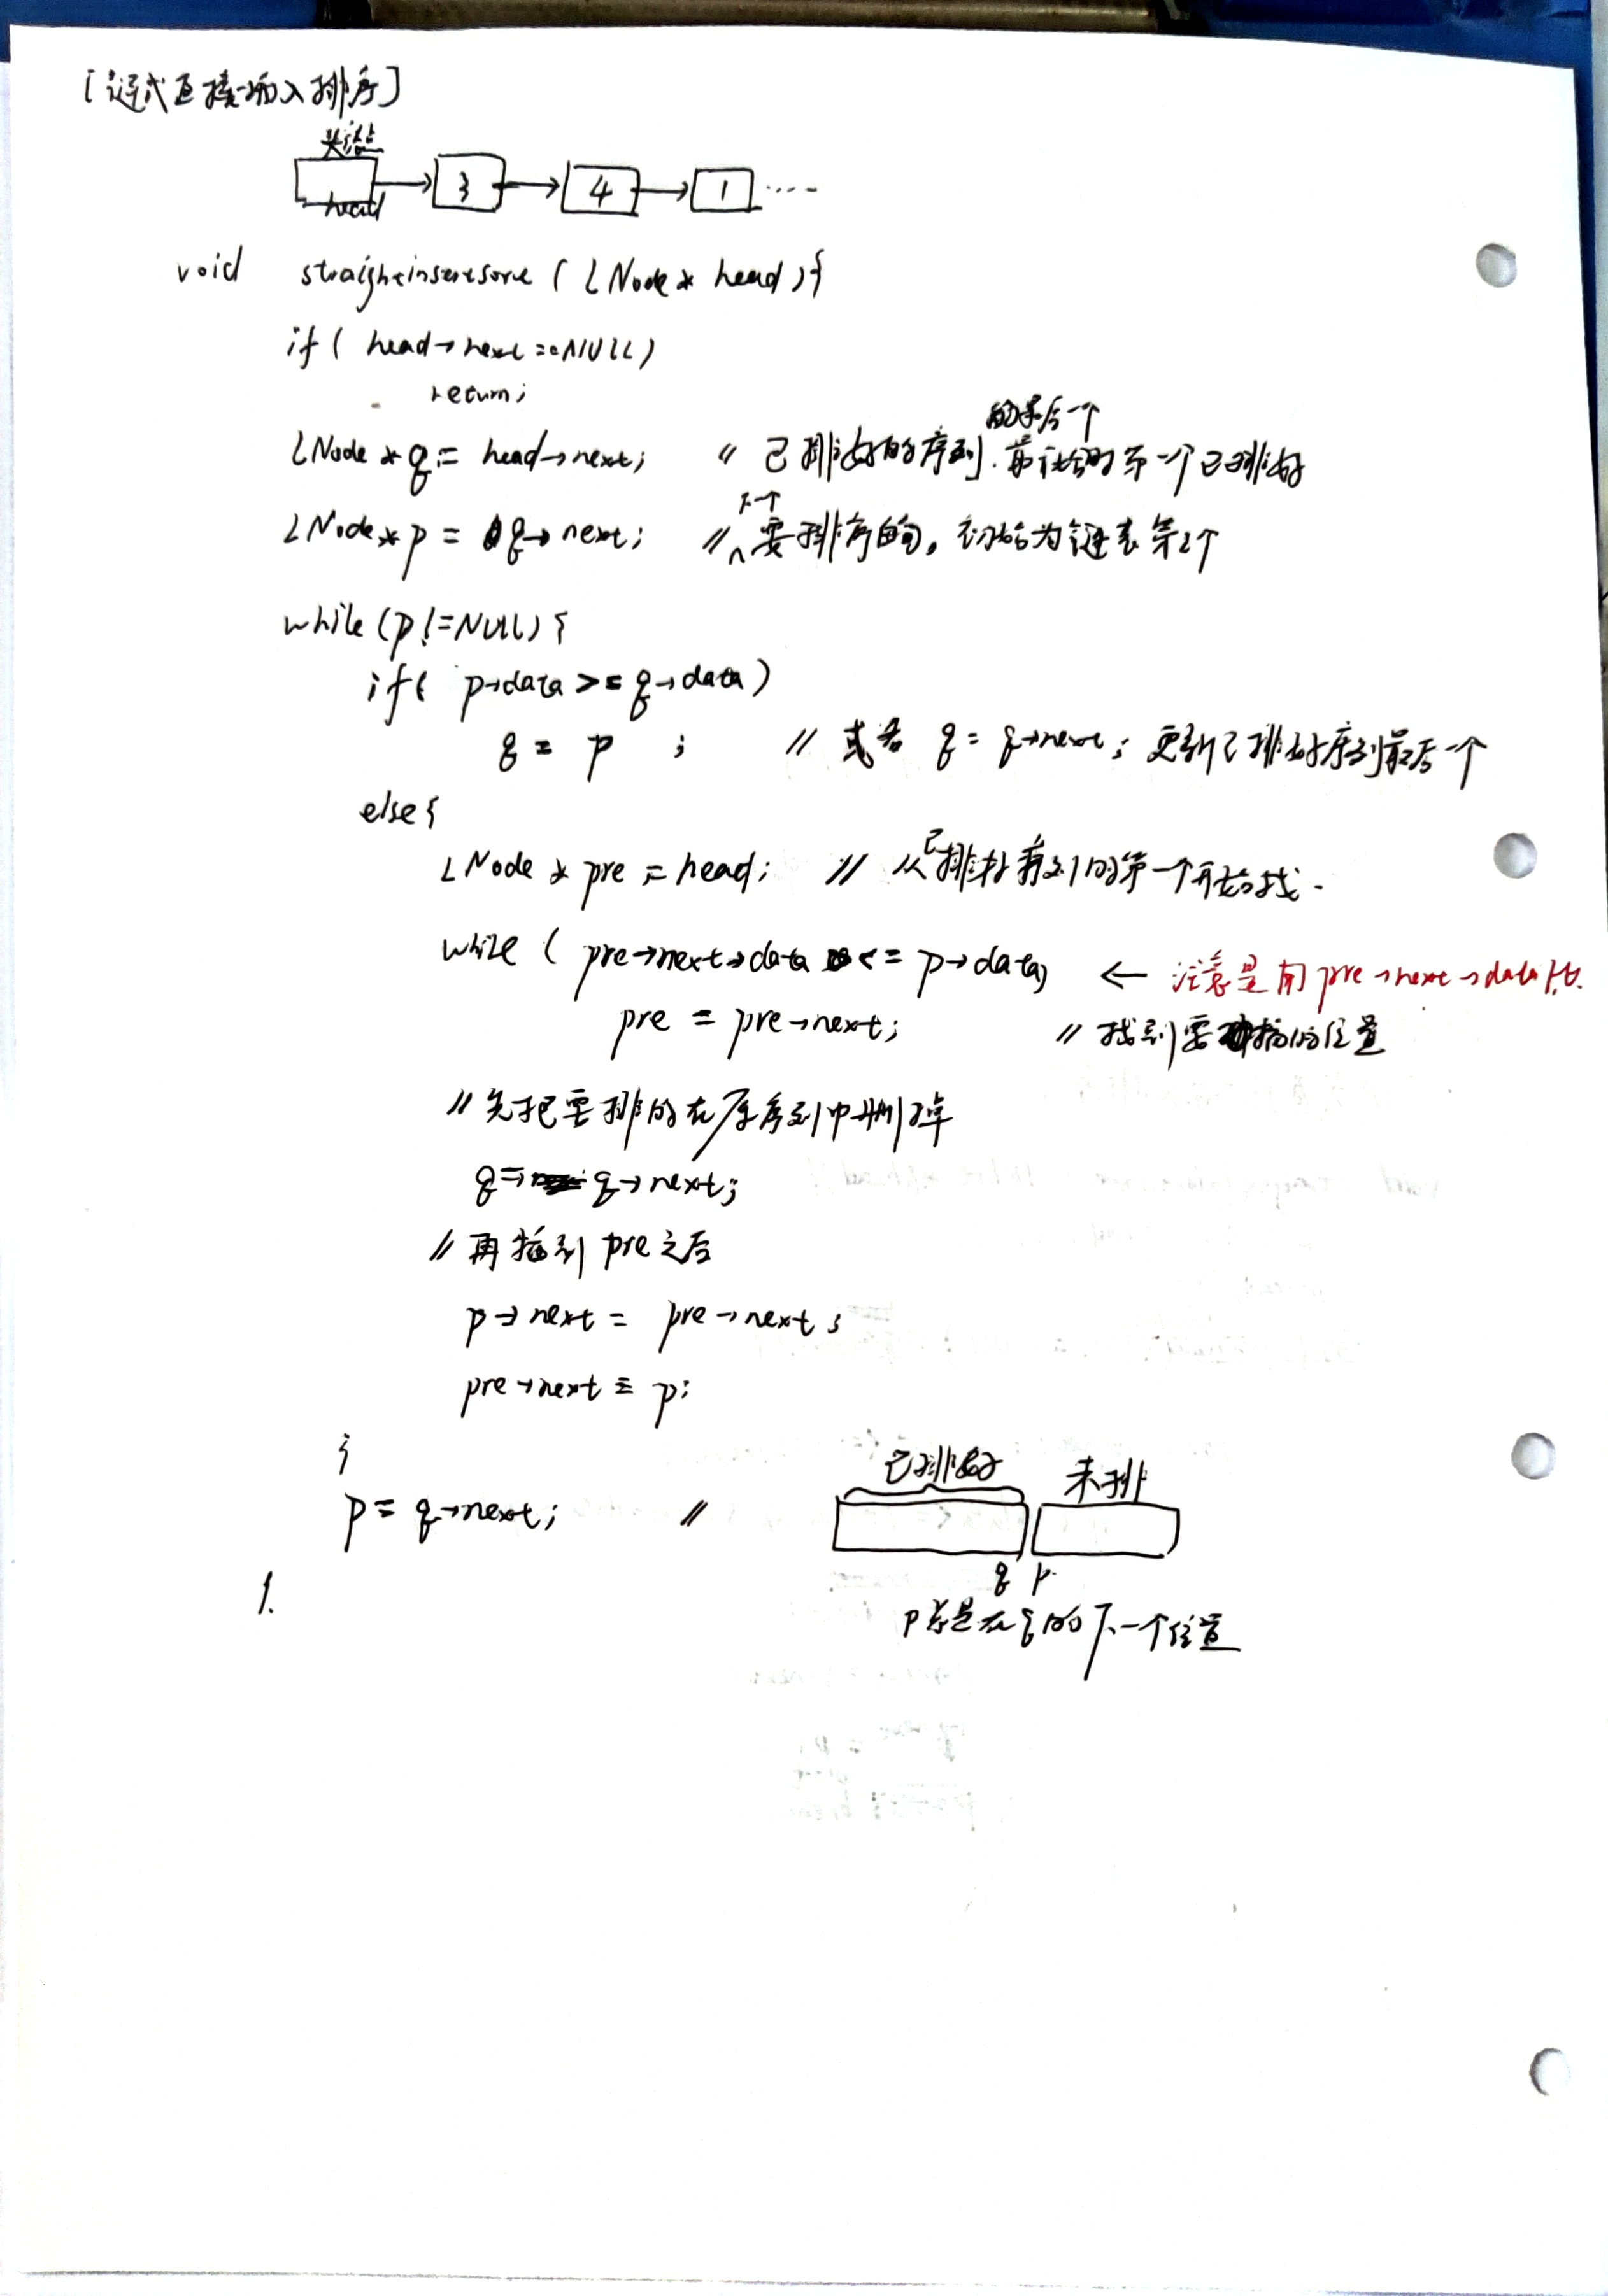 [链式直接插入排序]
头结点
head 3 4 1 ....
void straightinsertsort ( LNode * head ){
if ( head→next ==NULL)
return;
的最后一个
LNode * q = head→next; // 已排好的序列. 最初始时第一个已排好
下一个
LNode * p = q→next; // 要排序的。初始为链表第2个
while (p!=NULL) {
if ( p→data >= q→data )
q = p ; // 或者 q = q→next; 更新已排好序列最后一个
else {
LNode * pre = head; // 从已排好序列的第一个开始找.
while ( pre→next→data <= p→data) ← 注意是用 pre→next→data 比.
pre = pre→next; // 找到要插的位置
// 先把要排的在原序列中删掉
q→ q→next;
// 再插到 pre 之后
p→next = pre→next ;
pre→next = p;
}
已排好 未排
p = q→next; //
q p
}.
p总是在q的下一个位置